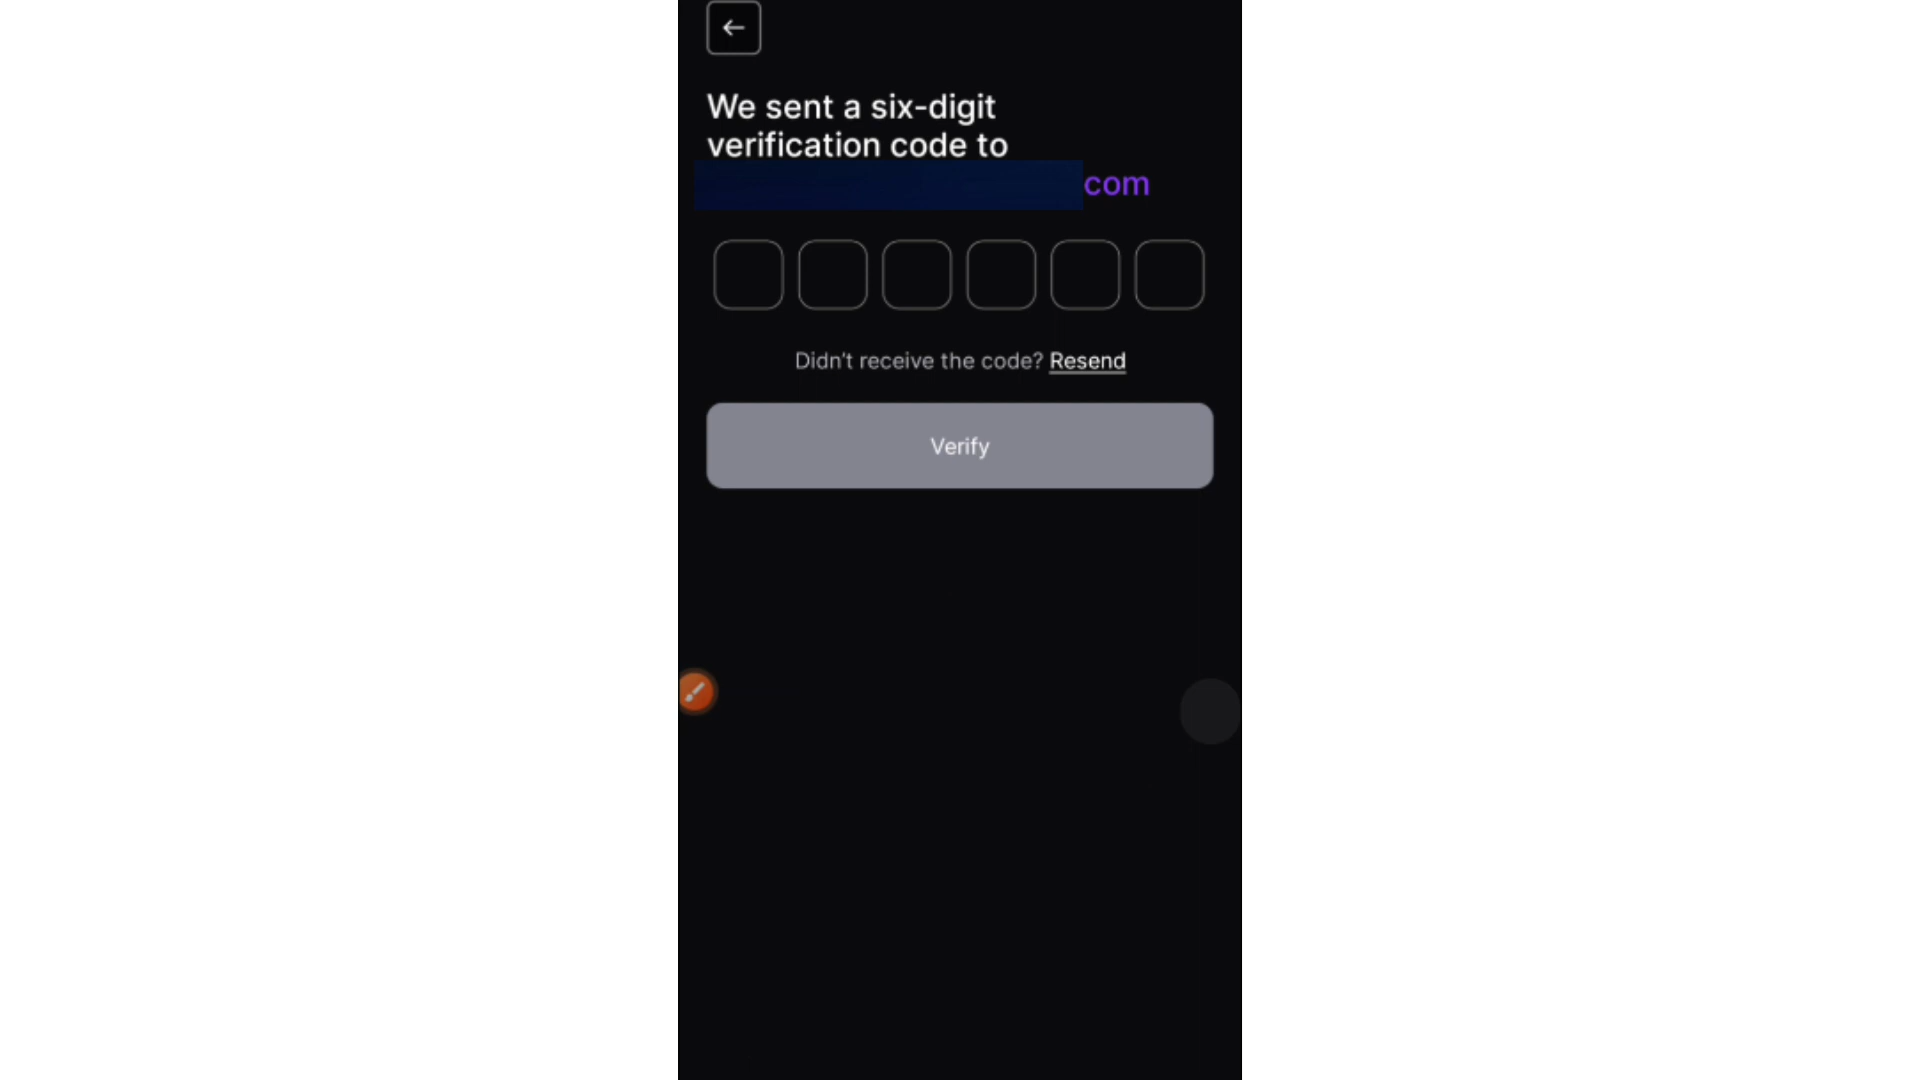 We sent a six-digit
verification code to
com
Didn't receive the code? Resend
Verify